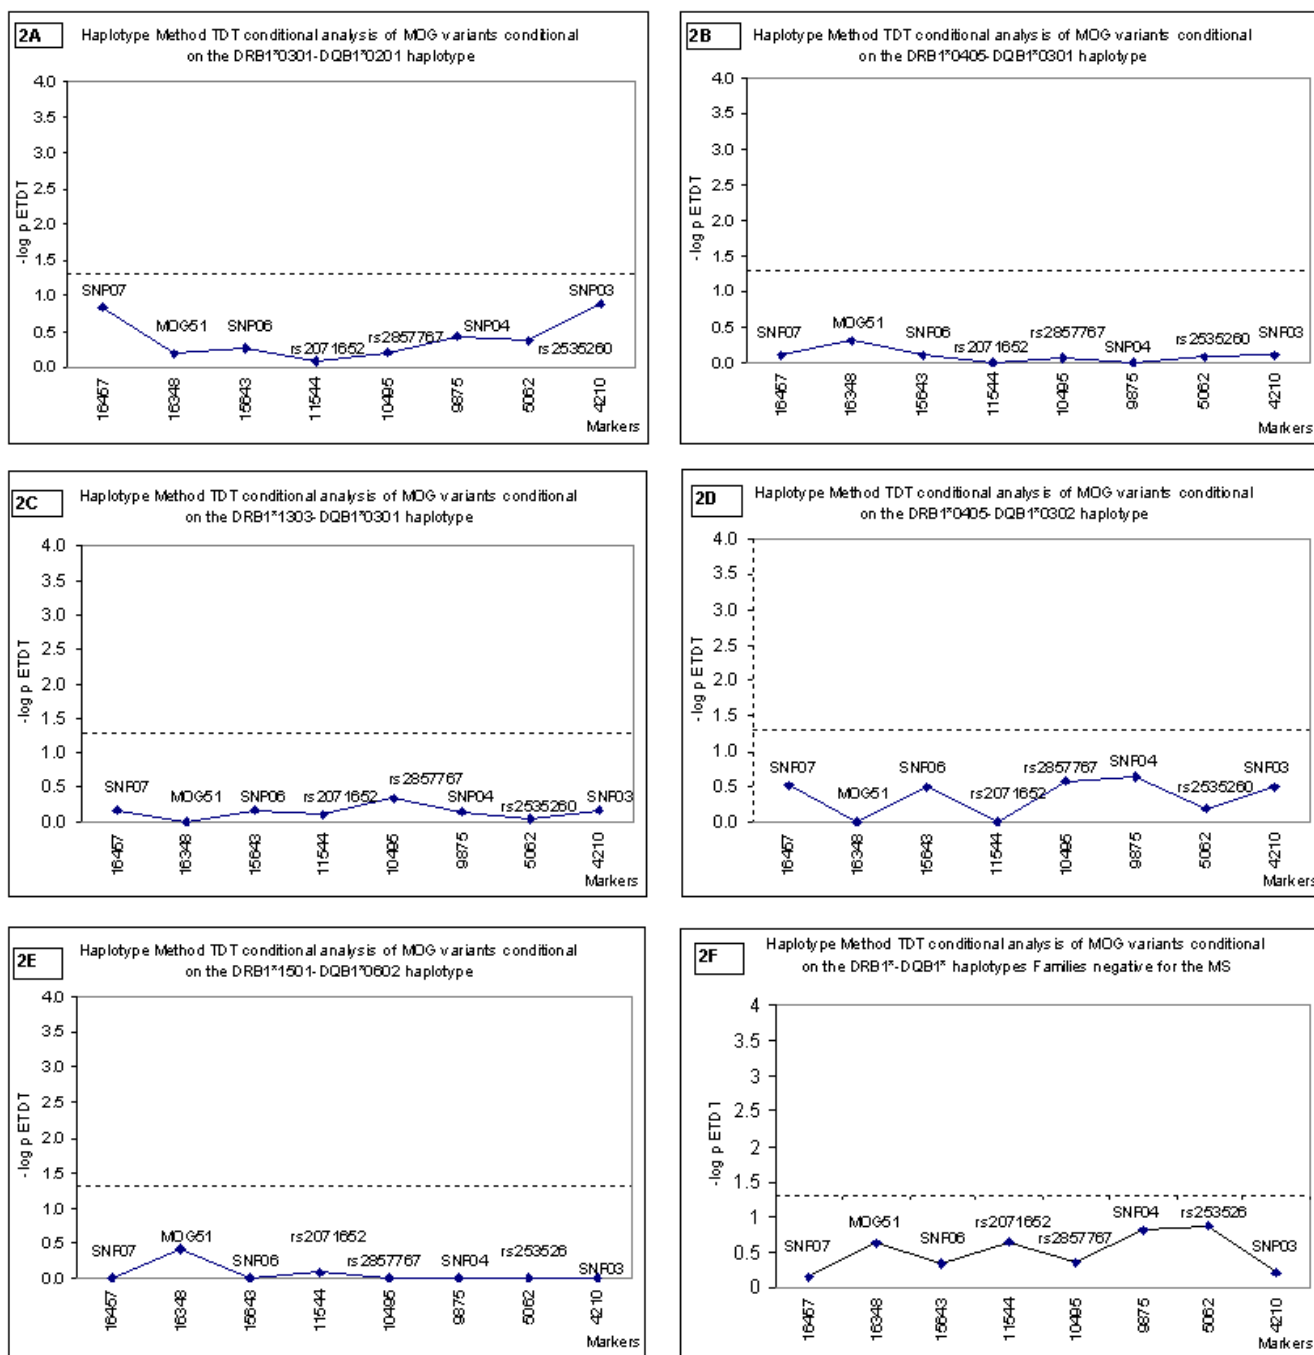 2A
Haplotype Method TDT conditional analysis of MOG variants conditional
on the DRB1*0301-DQB1*0201 haplotype
4.0
3.5
3.0
2.5
2.0
1.5
1.0
0.5
0.0
-log p ETDT
SNP07
MOG51
SNP06
rs2071652
rs2857767
SNP04
rs2535260
SNP03
16457
16348
15643
11544
10495
9875
5062
4210
Markers
2B
Haplotype Method TDT conditional analysis of MOG variants conditional
on the DRB1*0405-DQB1*0301 haplotype
4.0
3.5
3.0
2.5
2.0
1.5
1.0
0.5
0.0
-log p ETDT
SNP07
MOG51
SNP06
rs2071652
rs2857767
SNP04
rs2535260
SNP03
16457
16348
15643
11544
10495
9875
5062
4210
Markers
2C
Haplotype Method TDT conditional analysis of MOG variants conditional
on the DRB1*1303-DQB1*0301 haplotype
4.0
3.5
3.0
2.5
2.0
1.5
1.0
0.5
0.0
-log p ETDT
SNP07
MOG51
SNP06
rs2071652
rs2857767
SNP04
rs2535260
SNP03
16457
16348
15643
11544
10495
9875
5062
4210
Markers
2D
Haplotype Method TDT conditional analysis of MOG variants conditional
on the DRB1*0405-DQB1*0302 haplotype
4.0
3.5
3.0
2.5
2.0
1.5
1.0
0.5
0.0
-log p ETDT
SNP07
MOG51
SNP06
rs2071652
rs2857767
SNP04
rs2535260
SNP03
16457
16348
15643
11544
10495
9875
5062
4210
Markers
2E
Haplotype Method TDT conditional analysis of MOG variants conditional
on the DRB1*1501-DQB1*0602 haplotype
4.0
3.5
3.0
2.5
2.0
1.5
1.0
0.5
0.0
-log p ETDT
SNP07
MOG51
SNP06
rs2071652
rs2857767
SNP04
rs253526
SNP03
16457
16348
15643
11544
10495
9875
5062
4210
Markers
2F
Haplotype Method TDT conditional analysis of MOG variants conditional
on the DRB1*-DQB1* haplotypes Families negative for the MS
4
3.5
3
2.5
2
1.5
1
0.5
0
-log p ETDT
SNP07
MOG51
SNP06
rs2071652
rs2857767
SNP04
rs253526
SNP03
16457
16348
15643
11544
10495
9875
5062
4210
Markers